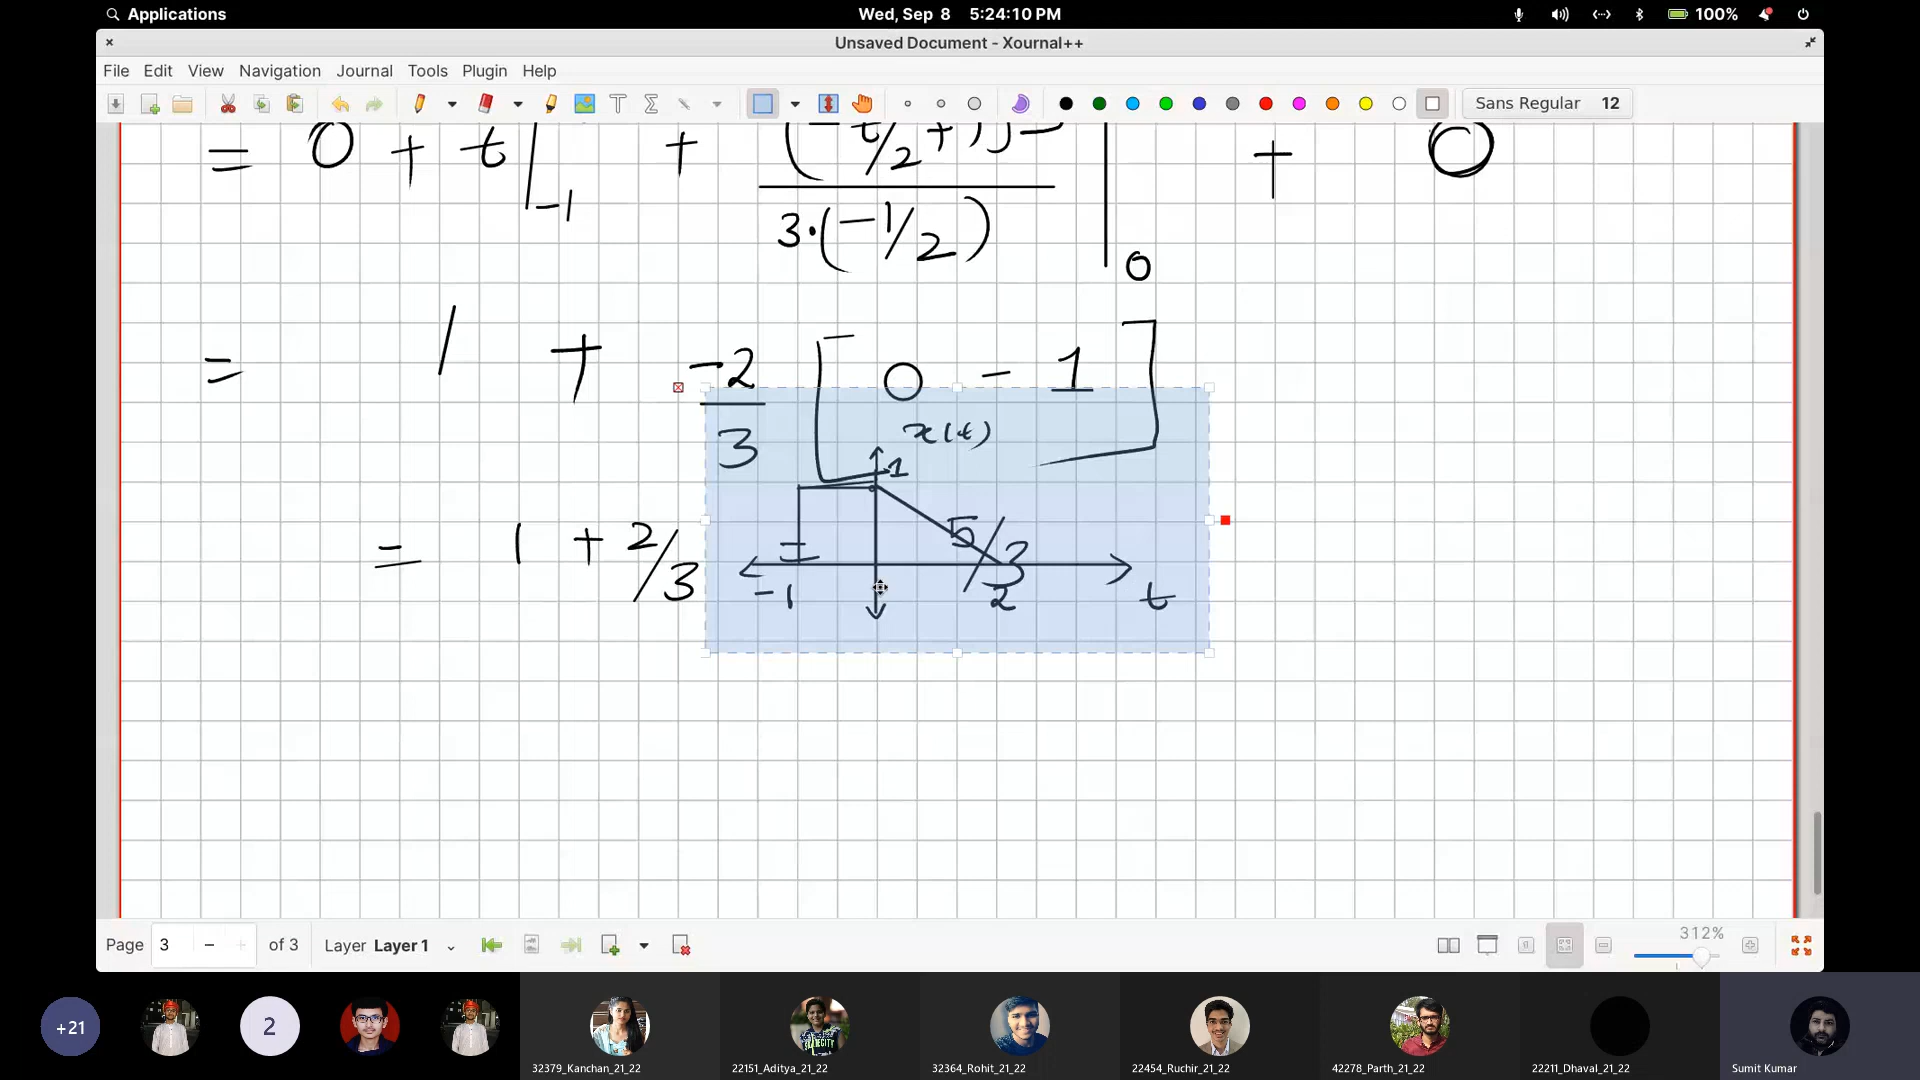 Applications
Wed, Sep 8 5:24:10 PM
100%
Unsaved Document - Xournal++
File Edit View Navigation Journal Tools Plugin Help
Sans Regular 12
= 0 + t|₋₁ + (-t/2+1)³ / 3·(-1/2) |₀ + 0
= 1 + -2/3 [ 0 - 1 ]
x(t)
1
= 1 + 2/3 = 5/3
-1 2 t
Page 3 of 3 Layer Layer 1
312%
+21
2
32379_Kanchan_21_22
22151_Aditya_21_22
32364_Rohit_21_22
22454_Ruchir_21_22
42278_Parth_21_22
22211_Dhaval_21_22
Sumit Kumar